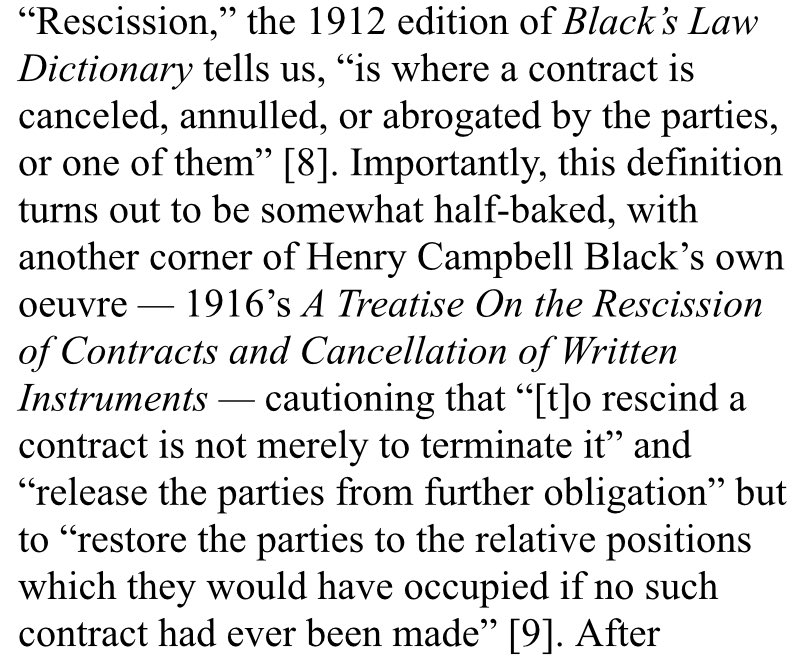 “Rescission,” the 1912 edition of Black’s Law
Dictionary tells us, “is where a contract is
canceled, annulled, or abrogated by the parties,
or one of them” [8]. Importantly, this definition
turns out to be somewhat half-baked, with
another corner of Henry Campbell Black’s own
oeuvre — 1916’s A Treatise On the Rescission
of Contracts and Cancellation of Written
Instruments — cautioning that “[t]o rescind a
contract is not merely to terminate it” and
“release the parties from further obligation” but
to “restore the parties to the relative positions
which they would have occupied if no such
contract had ever been made” [9]. After